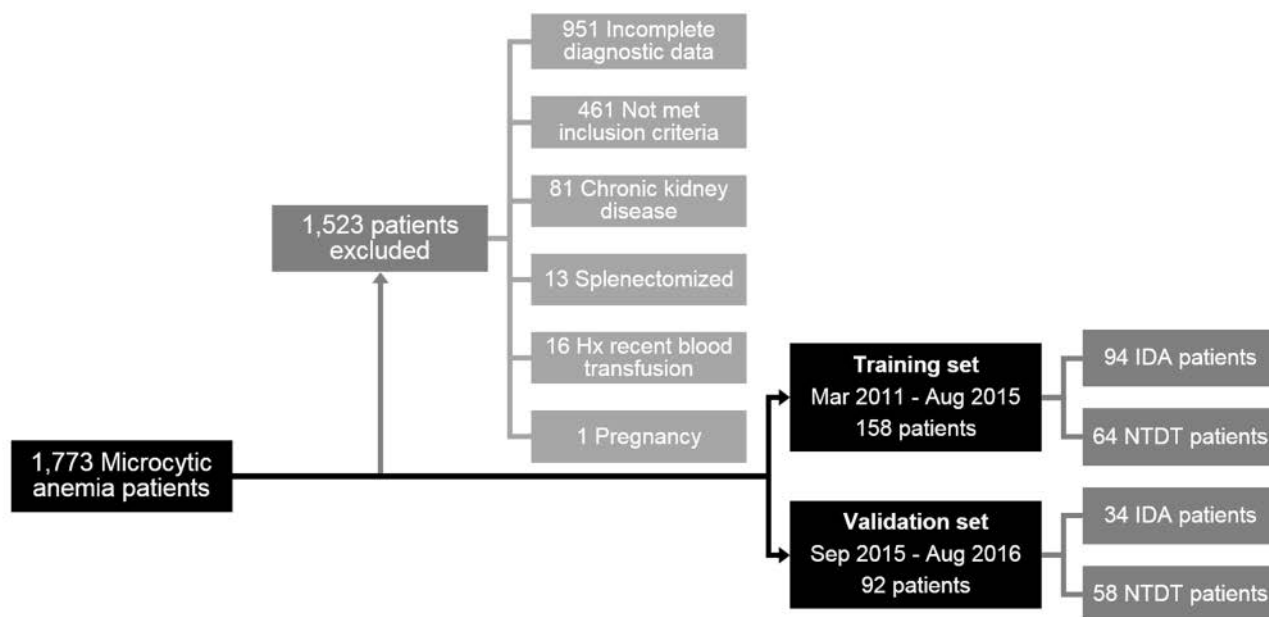 951 Incomplete
diagnostic data
461 Not met
inclusion criteria
81 Chronic kidney
disease
1,523 patients
excluded
13 Splenectomized
16 Hx recent blood
transfusion
1 Pregnancy
1,773 Microcytic
anemia patients
Training set
Mar 2011 - Aug 2015
158 patients
94 IDA patients
64 NTDT patients
Validation set
Sep 2015 - Aug 2016
92 patients
34 IDA patients
58 NTDT patients